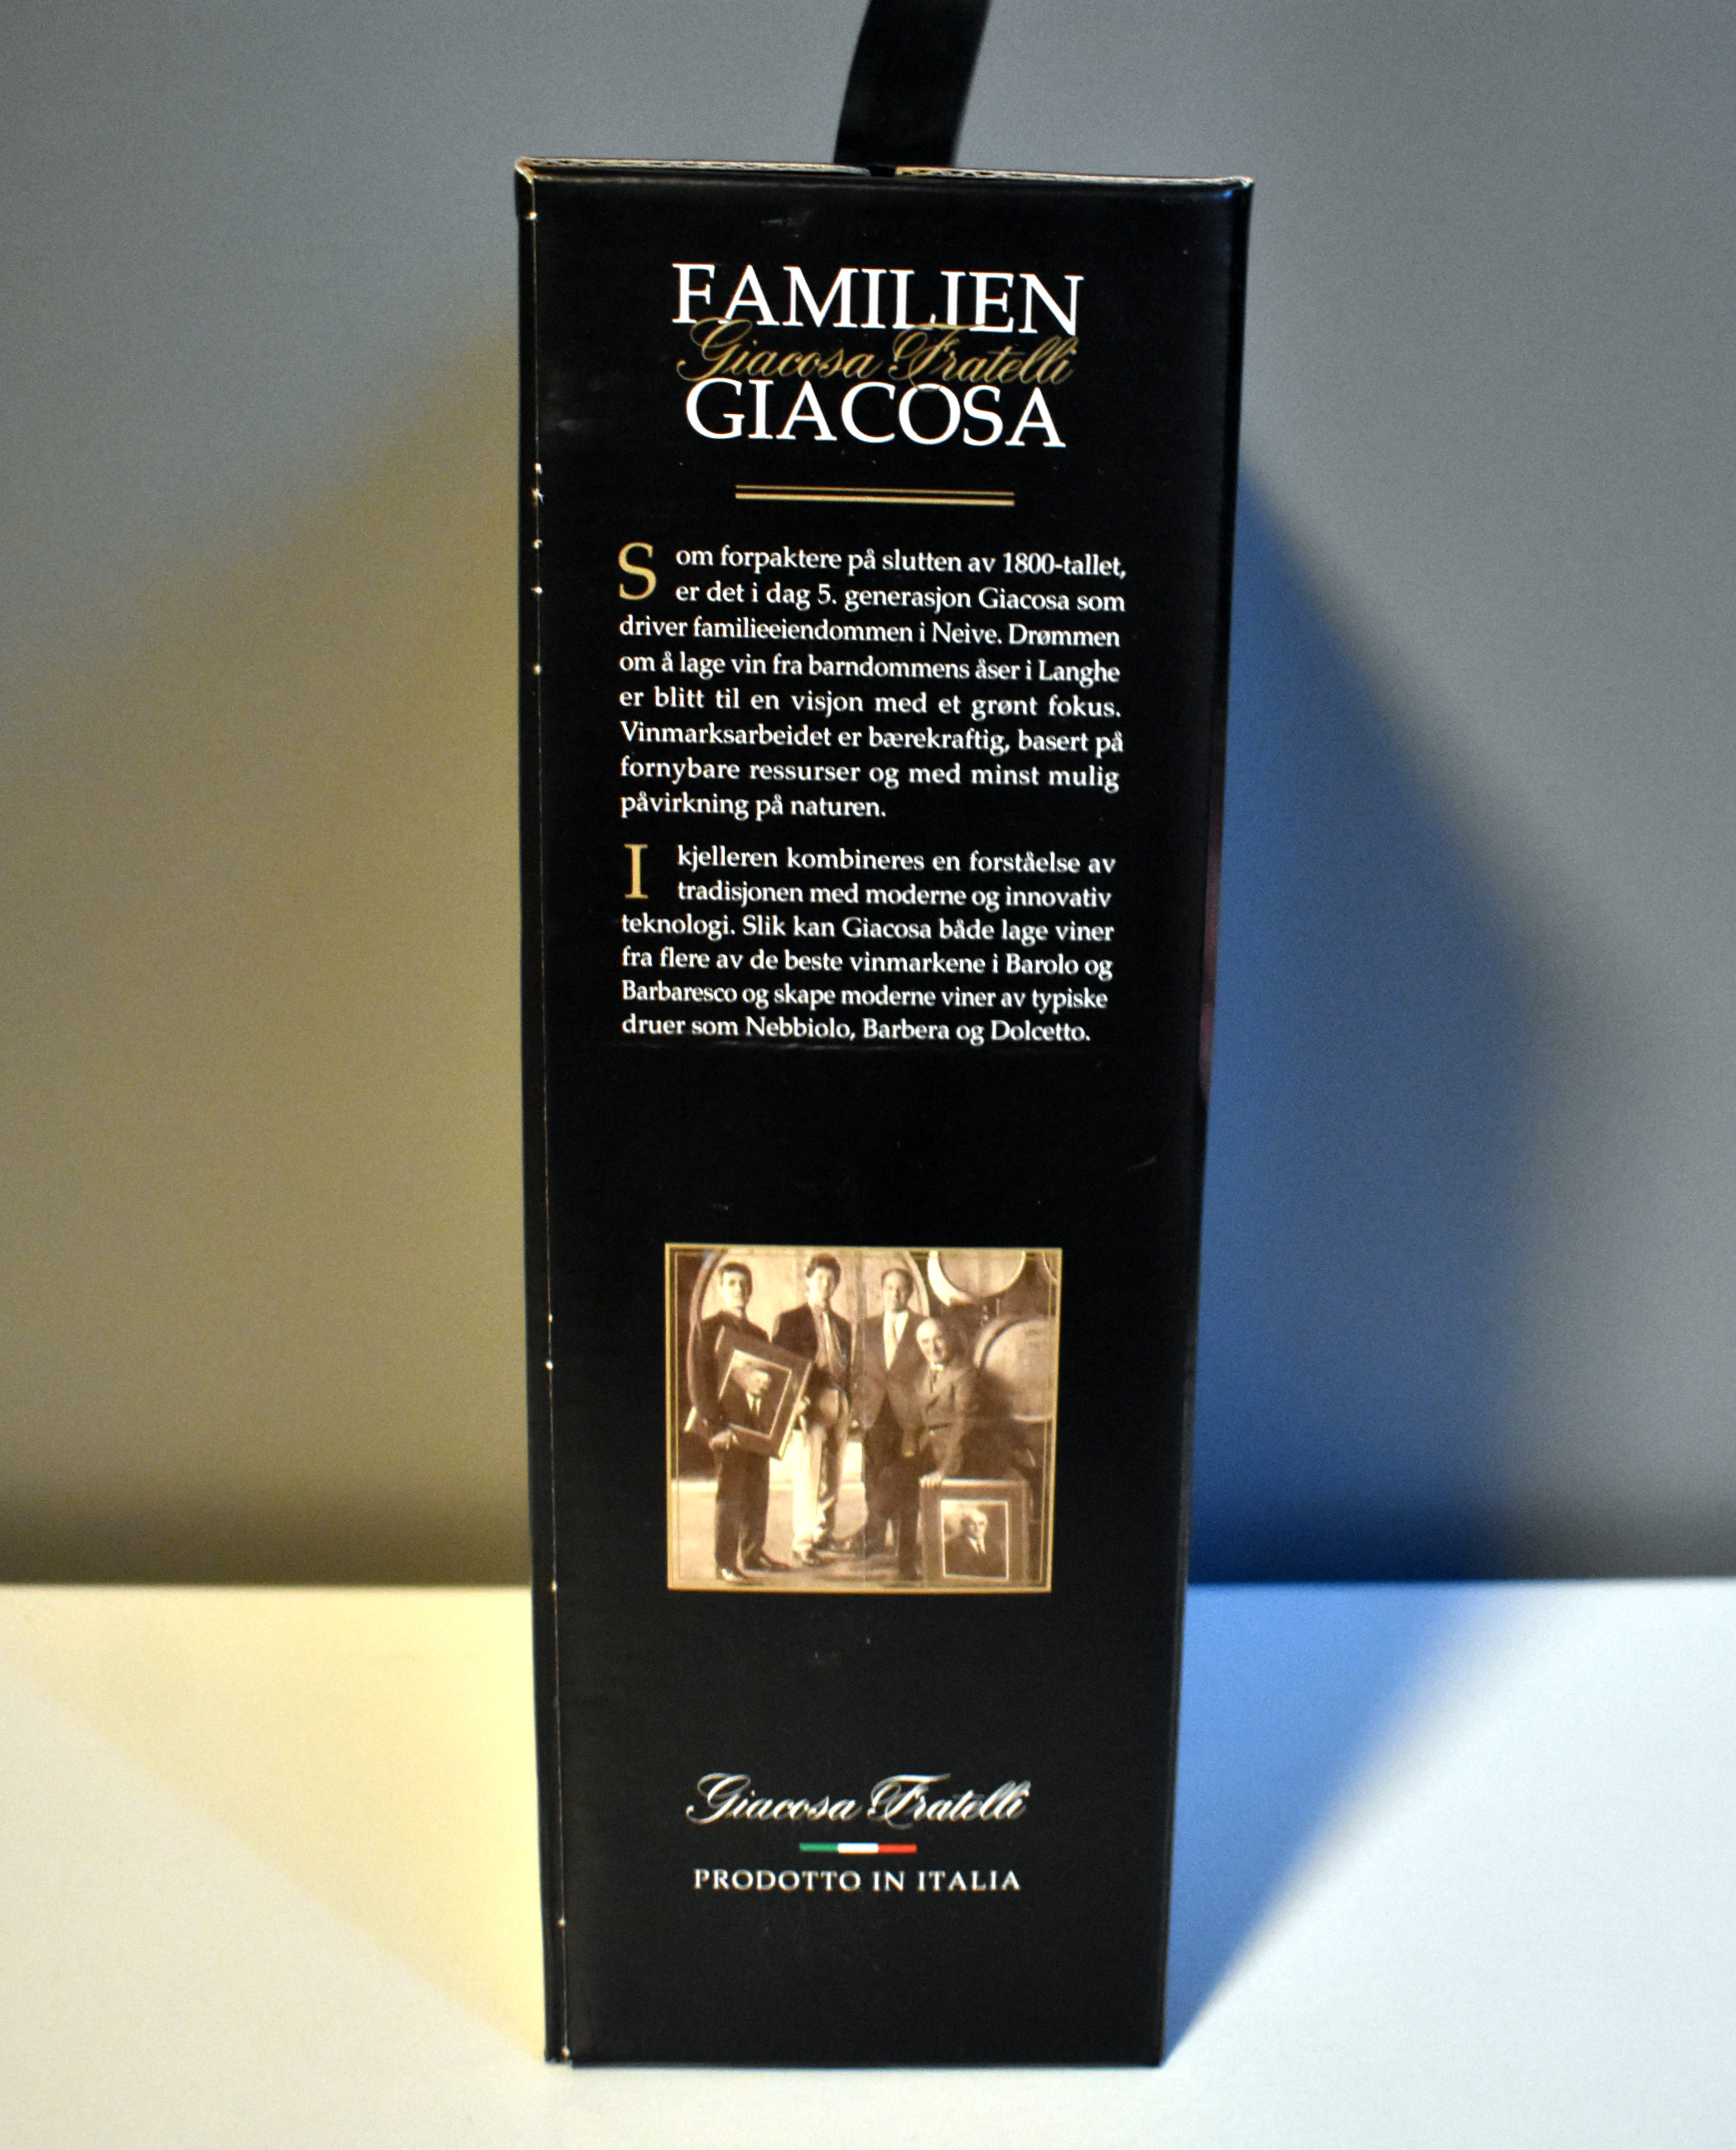 FAMILIEN
Giacosa Fratelli
GIACOSA
Som forpaktere på slutten av 1800-tallet,
er det i dag 5. generasjon Giacosa som
driver familieeiendommen i Neive. Drømmen
om å lage vin fra barndommens åser i Langhe
er blitt til en visjon med et grønt fokus.
Vinmarksarbeidet er bærekraftig, basert på
fornybare ressurser og med minst mulig
påvirkning på naturen.
I kjelleren kombineres en forståelse av
tradisjonen med moderne og innovativ
teknologi. Slik kan Giacosa både lage viner
fra flere av de beste vinmarkene i Barolo og
Barbaresco og skape moderne viner av typiske
druer som Nebbiolo, Barbera og Dolcetto.
Giacosa Fratelli
PRODOTTO IN ITALIA